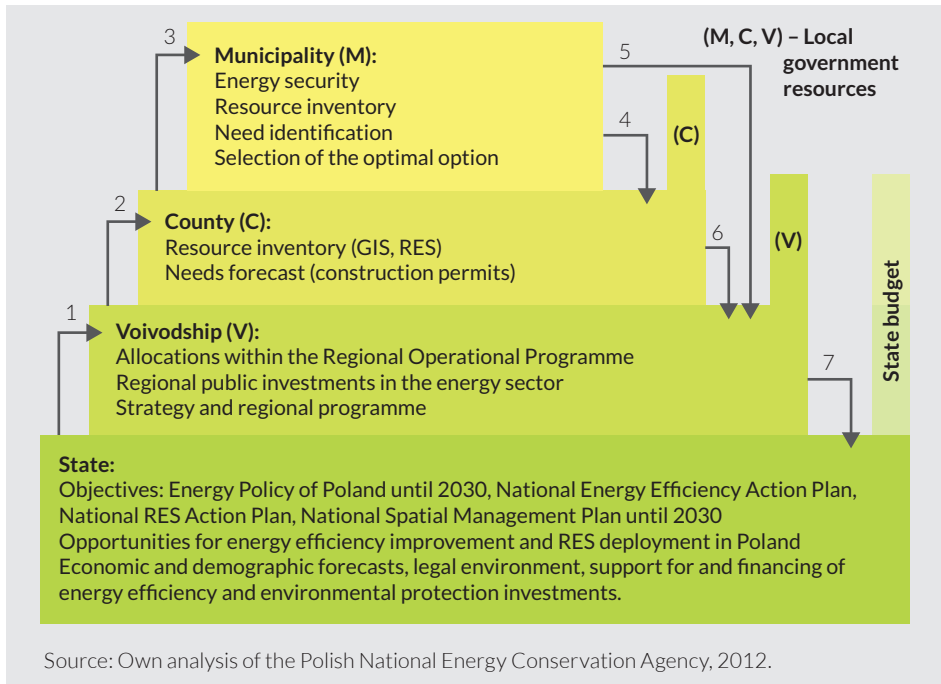 3
Municipality (M):
Energy security
Resource inventory
Need identification
Selection of the optimal option
5
4
(M, C, V) – Local
government
resources
(C)
2
County (C):
Resource inventory (GIS, RES)
Needs forecast (construction permits)
6
(V)
State budget
1
Voivodship (V):
Allocations within the Regional Operational Programme
Regional public investments in the energy sector
Strategy and regional programme
7
State:
Objectives: Energy Policy of Poland until 2030, National Energy Efficiency Action Plan,
National RES Action Plan, National Spatial Management Plan until 2030
Opportunities for energy efficiency improvement and RES deployment in Poland
Economic and demographic forecasts, legal environment, support for and financing of
energy efficiency and environmental protection investments.
Source: Own analysis of the Polish National Energy Conservation Agency, 2012.